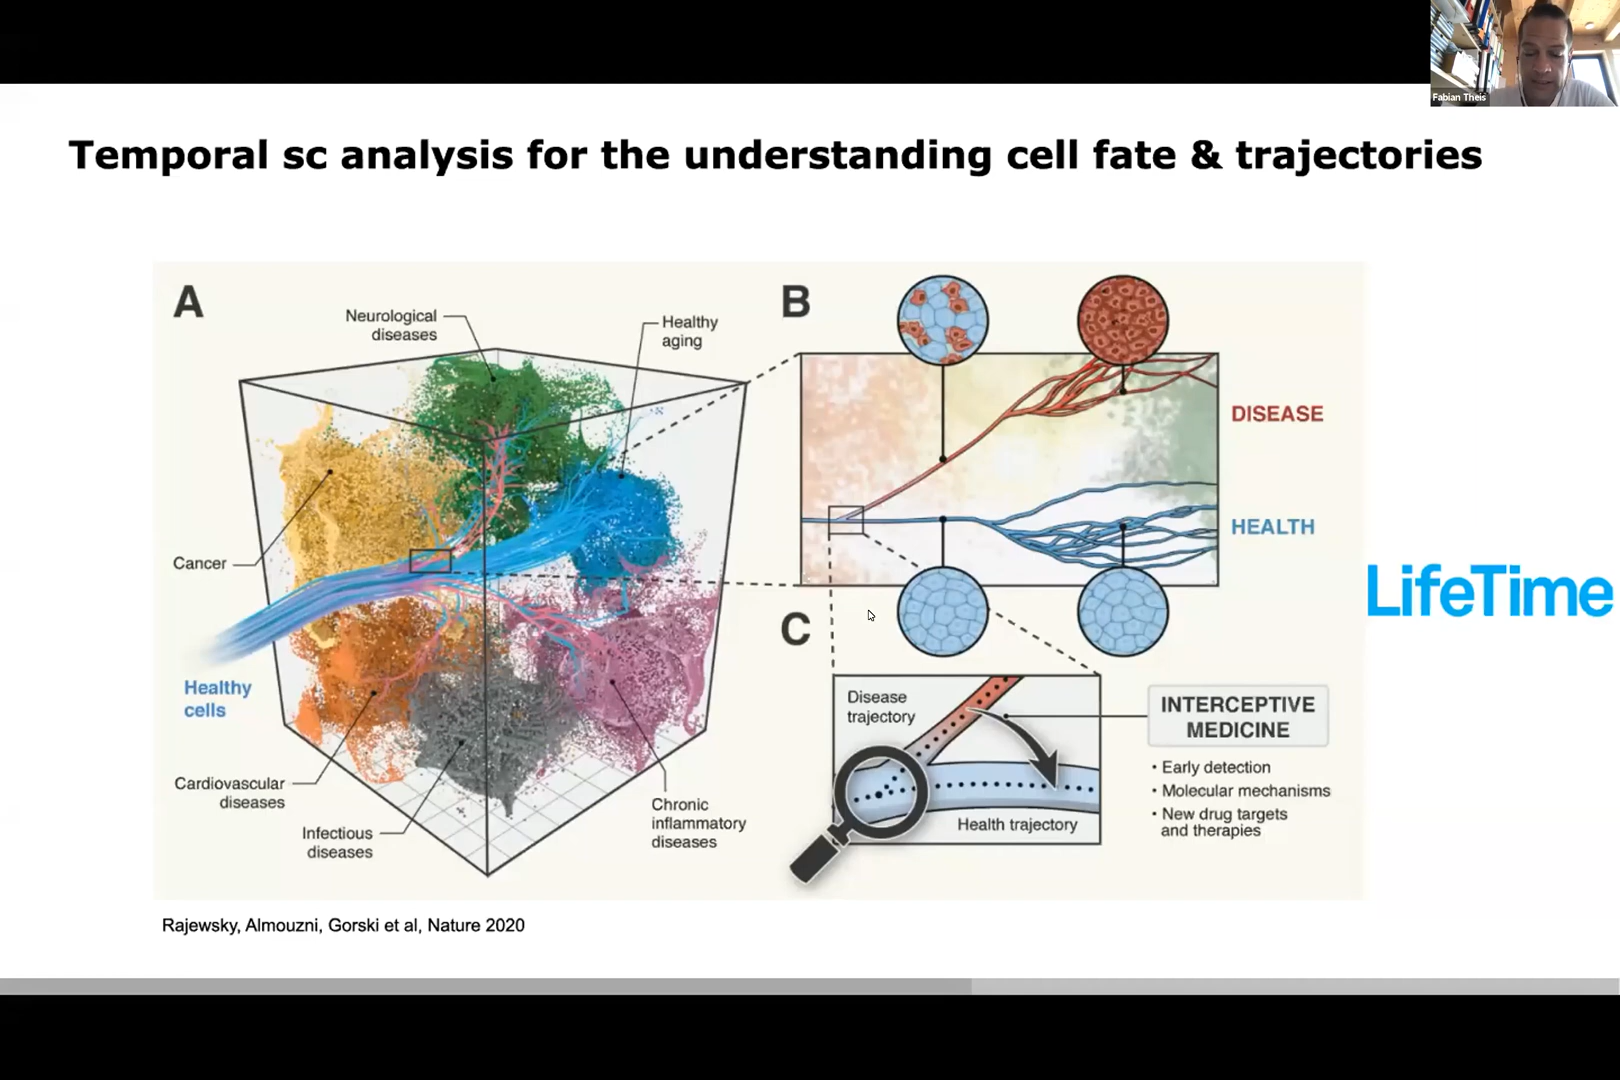 Fabian Theis
Temporal sc analysis for the understanding cell fate & trajectories
A
Neurological
diseases
Healthy
aging
Cancer
Healthy
cells
Cardiovascular
diseases
Infectious
diseases
Chronic
inflammatory
diseases
B
DISEASE
HEALTH
LifeTime
C
Disease
trajectory
Health trajectory
INTERCEPTIVE
MEDICINE
• Early detection
• Molecular mechanisms
• New drug targets
and therapies
Rajewsky, Almouzni, Gorski et al, Nature 2020